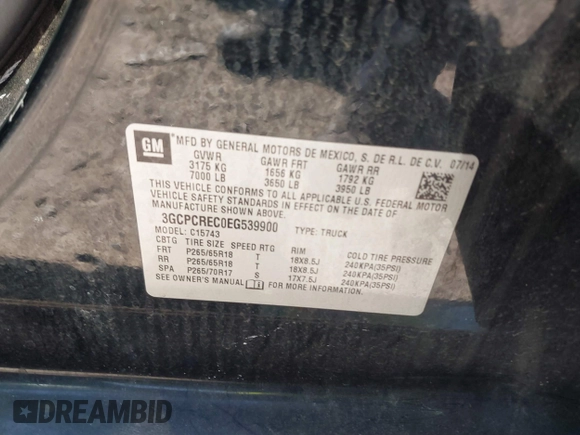 GM
*MFD BY GENERAL MOTORS DE MEXICO, S. DE R.L. DE C.V. 07/14
GVWR GAWR FRT GAWR RR
3175 KG 1656 KG 1792 KG
7000 LB 3650 LB 3950 LB
THIS VEHICLE CONFORMS TO ALL APPLICABLE U.S. FEDERAL MOTOR
VEHICLE SAFETY STANDARDS IN EFFECT ON THE DATE OF
MANUFACTURE SHOWN ABOVE.
3GCPCREC0EG539900 TYPE: TRUCK
MODEL: C15743
CBTG TIRE SIZE SPEED RTG RIM COLD TIRE PRESSURE
FRT P265/65R18 T 18X8.5J 240KPA(35PSI)
RR P265/65R18 T 18X8.5J 240KPA(35PSI)
SPA P265/70R17 S 17X7.5J 240KPA(35PSI)
SEE OWNER'S MANUAL FOR MORE INFORMATION.
DREAMBID